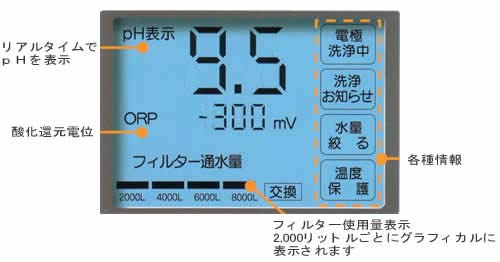 リアルタイムで
ｐＨを表示
酸化還元電位
pH表示
9.5
ORP
-300 mV
フィルター通水量
2000L 4000L 6000L 8000L
交換
電極
洗浄中
洗浄
お知らせ
水量
絞る
温度
保護
各種情報
フィルター使用量表示
2,000リットルごとにグラフィカルに
表示されます